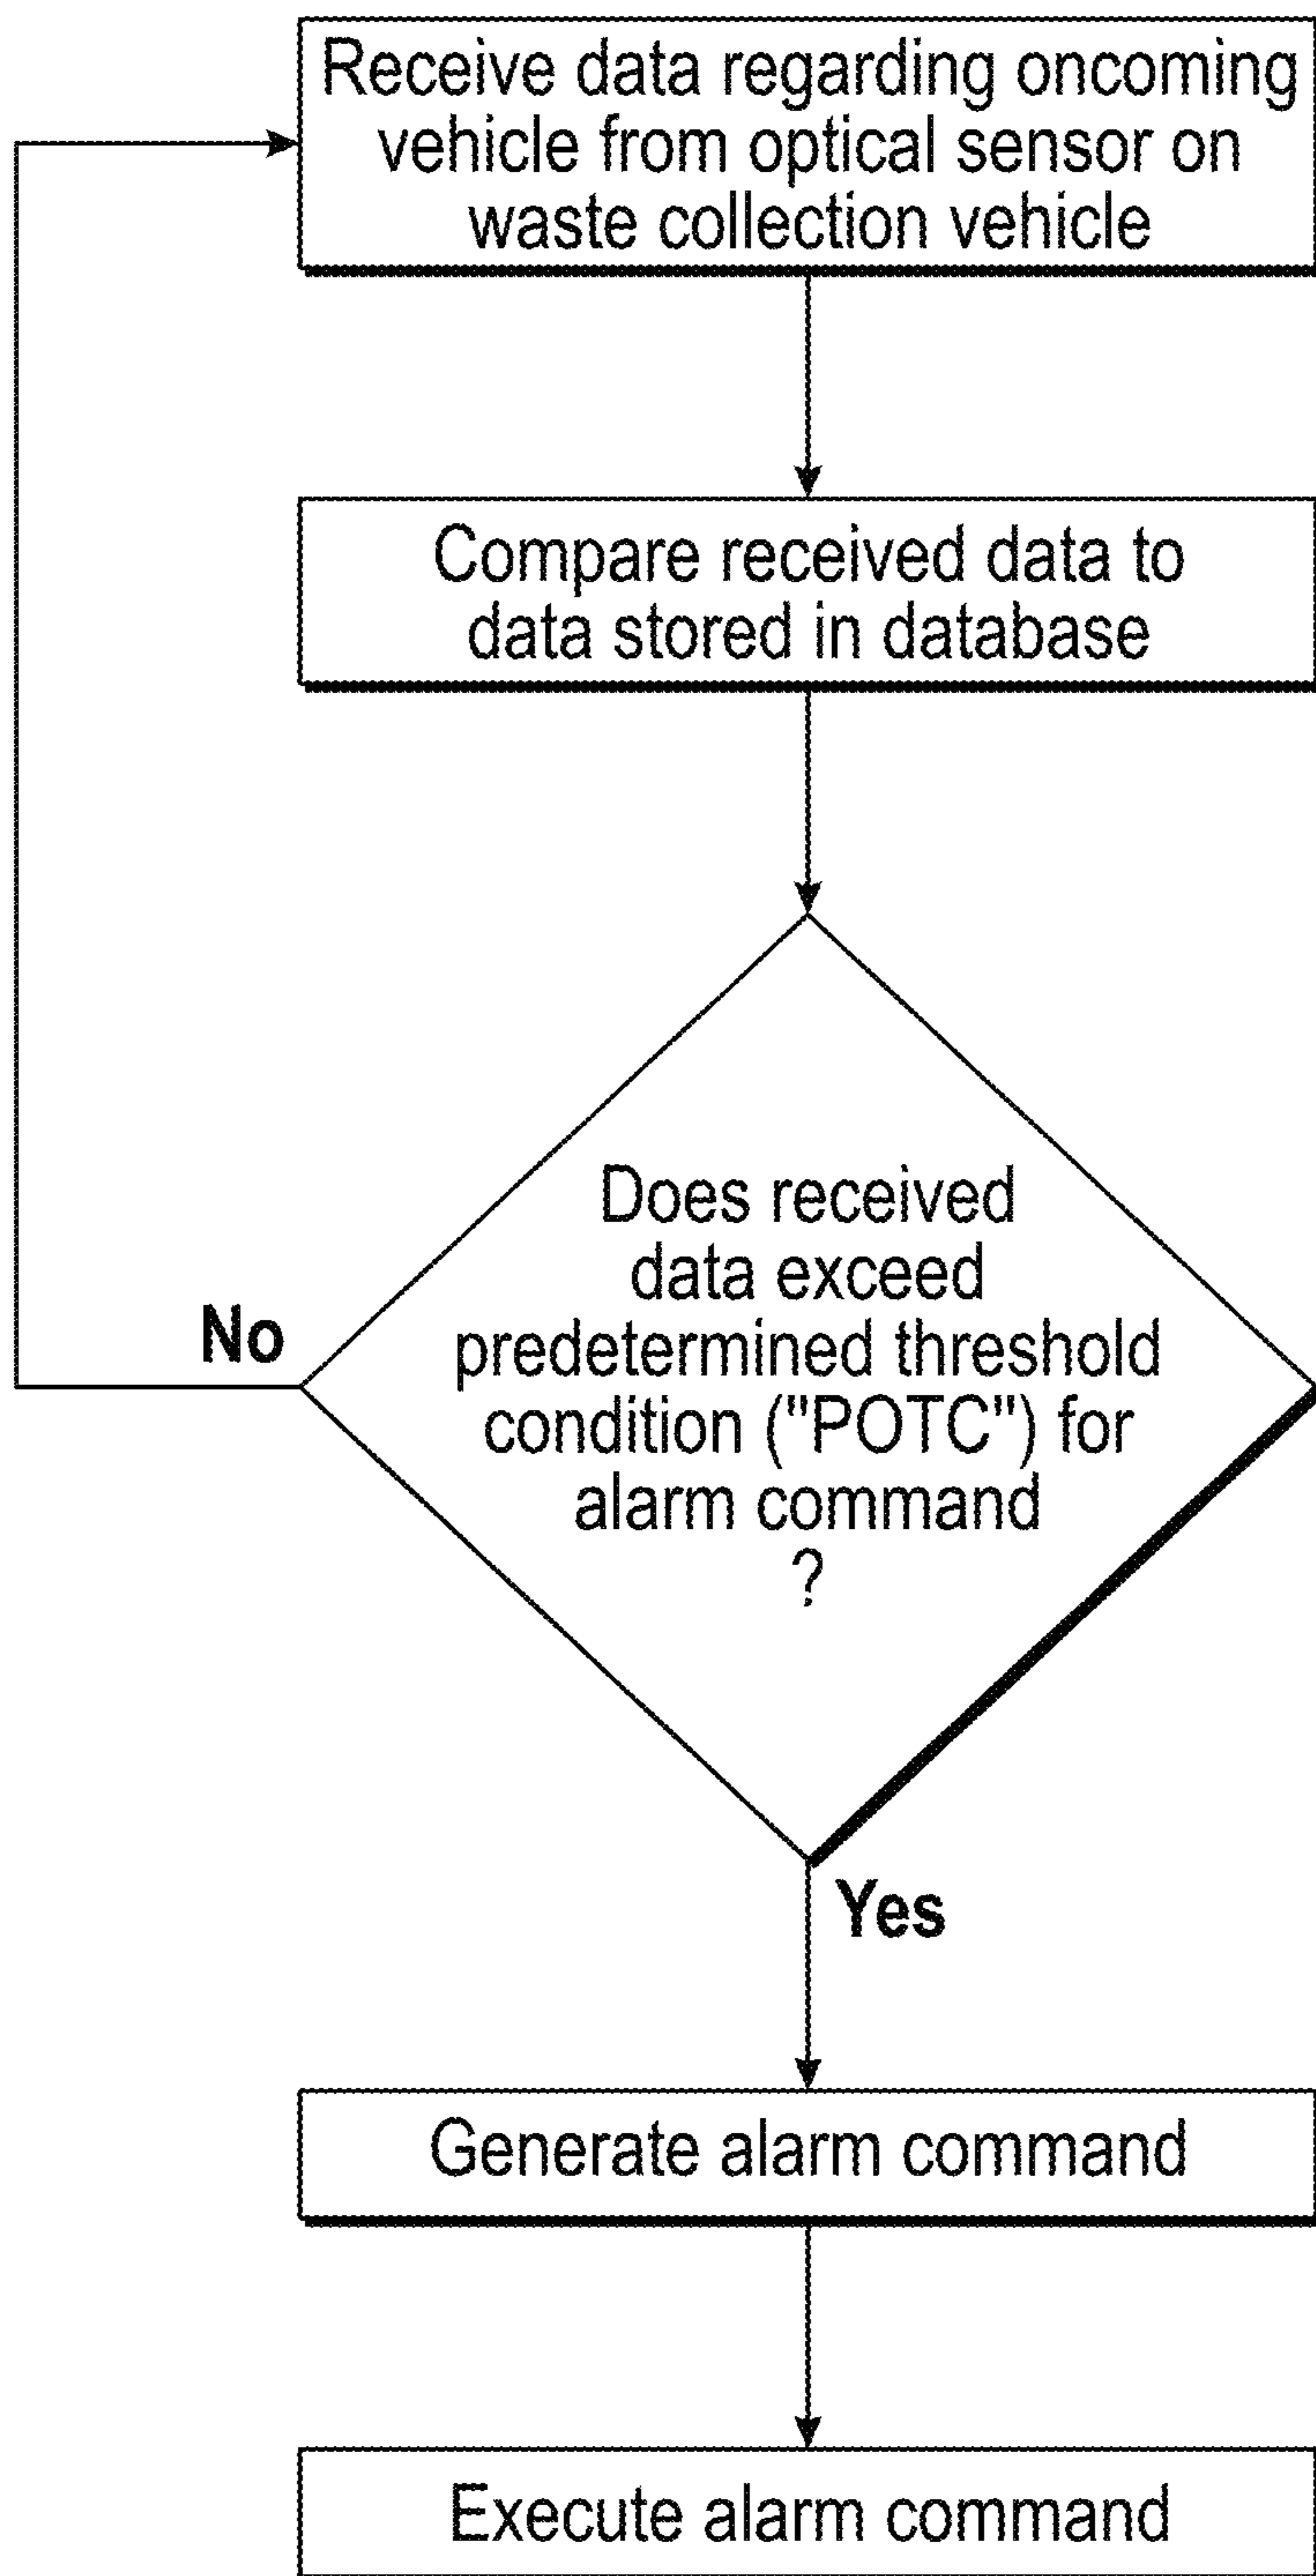 Receive data regarding oncoming
vehicle from optical sensor on
waste collection vehicle
Compare received data to
data stored in database
Does received
data exceed
predetermined threshold
condition ("POTC") for
alarm command
?
No
Yes
Generate alarm command
Execute alarm command